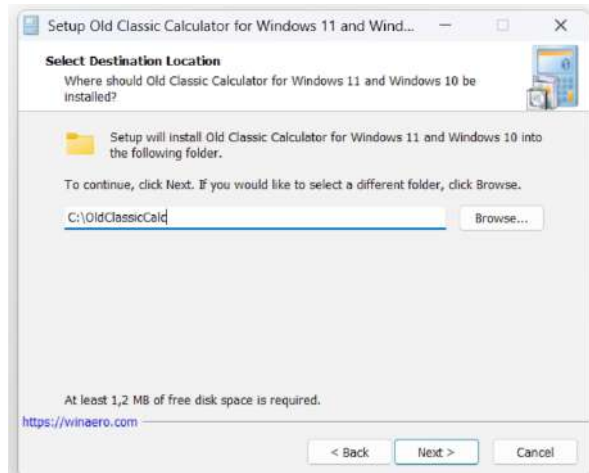 Setup Old Classic Calculator for Windows 11 and Wind...
Select Destination Location
Where should Old Classic Calculator for Windows 11 and Windows 10 be
installed?
Setup will install Old Classic Calculator for Windows 11 and Windows 10 into
the following folder.
To continue, click Next. If you would like to select a different folder, click Browse.
C:\OldClassicCalc
Browse...
At least 1,2 MB of free disk space is required.
https://winaero.com
< Back
Next >
Cancel